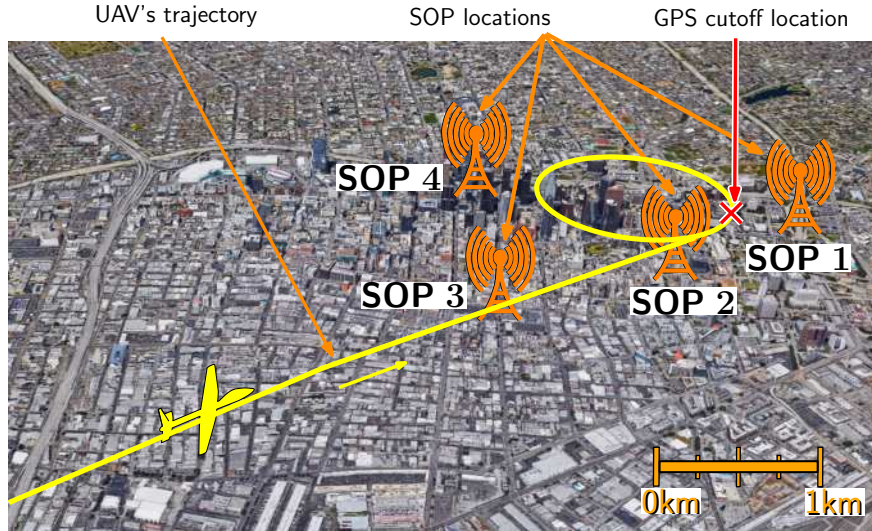 UAV's trajectory
SOP locations
GPS cutoff location
SOP 4
SOP 1
SOP 3
SOP 2
0km
1km